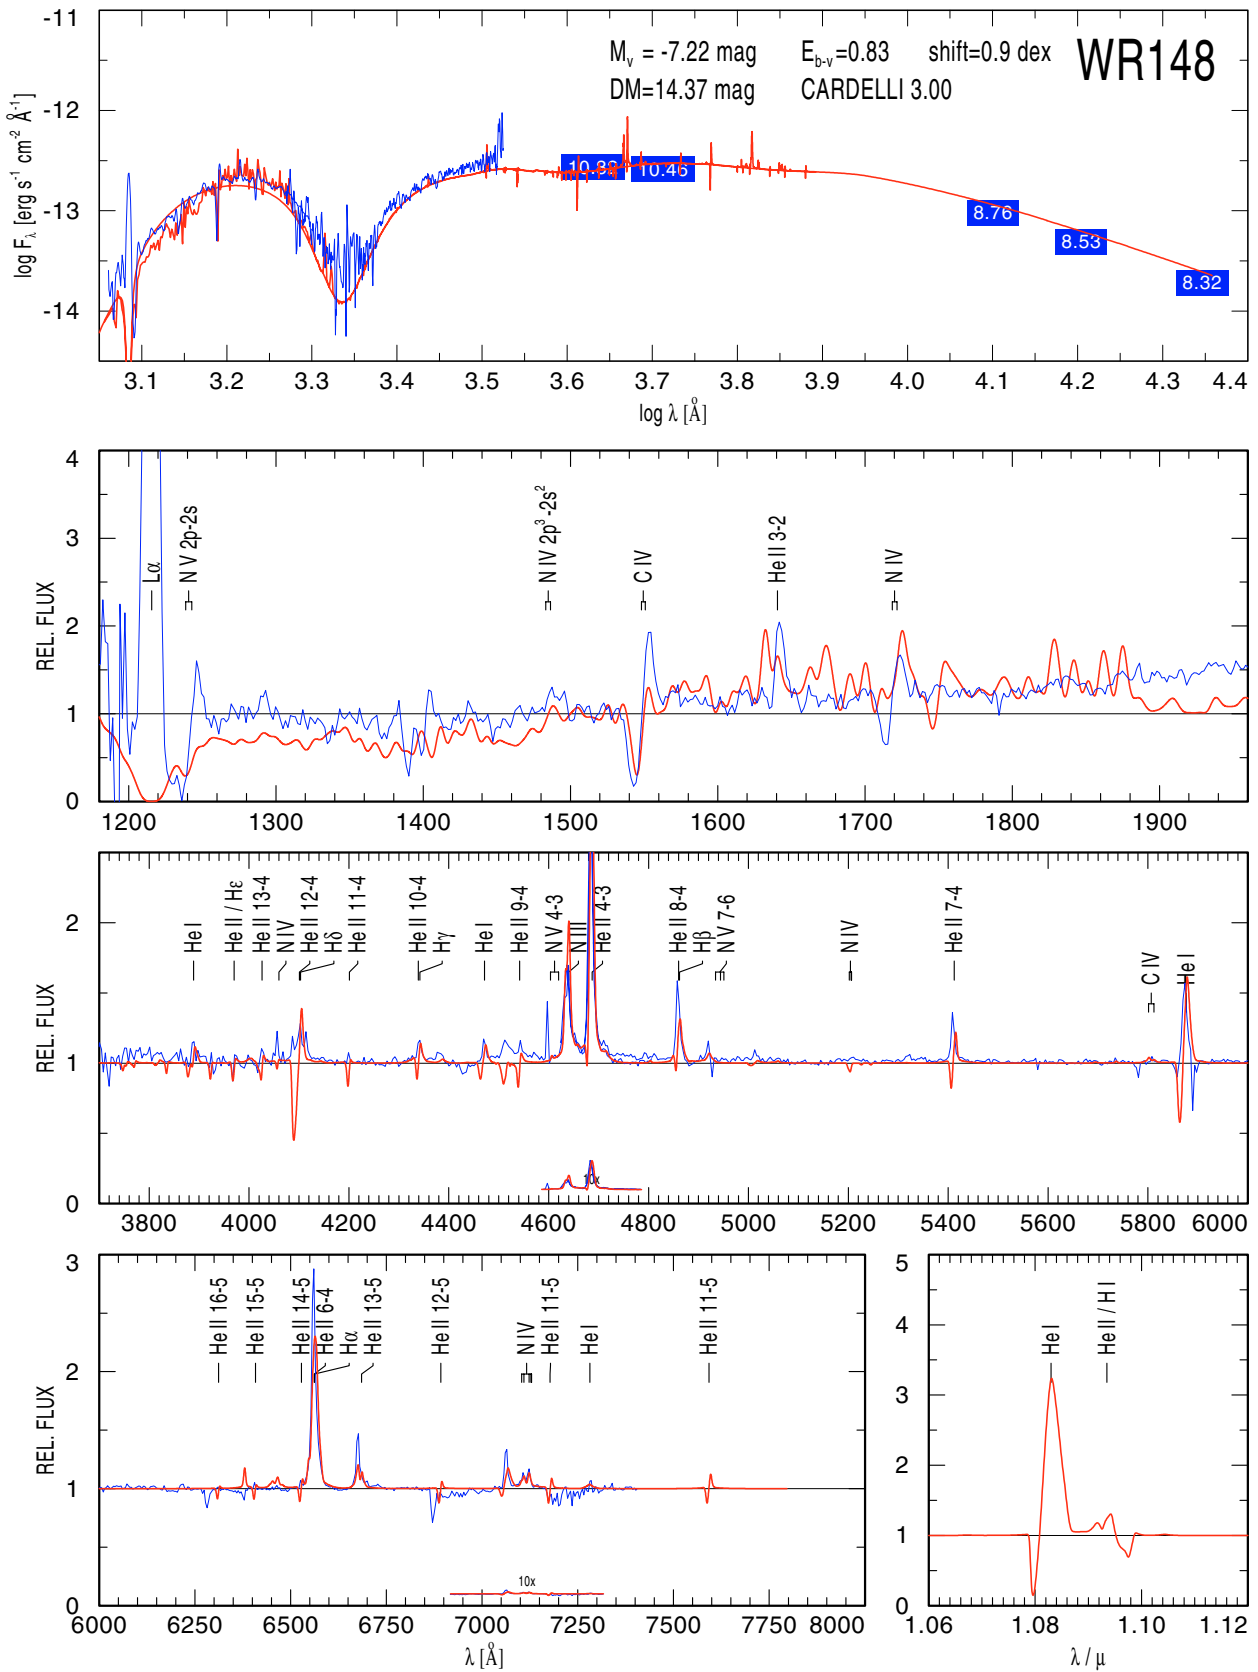 M_v = -7.22 mag E_b-v=0.83 shift=0.9 dex WR148
DM=14.37 mag CARDELLI 3.00
log F_λ [erg s⁻¹ cm⁻² Å⁻¹]
-11
-12
-13
-14
10.46
8.76
8.53
8.32
3.1 3.2 3.3 3.4 3.5 3.6 3.7 3.8 3.9 4.0 4.1 4.2 4.3 4.4
log λ [Å]
REL. FLUX
4
3
2
1
0
Lα
N V 2p-2s
N IV 2p³-2s²
C IV
He II 3-2
N IV
1200 1300 1400 1500 1600 1700 1800 1900
REL. FLUX
2
1
0
He I
He II / Hε
He II 13-4
N IV
He II 12-4
Hδ
He II 11-4
He II 10-4
Hγ
He I
He II 9-4
N V 4-3
N III
He II 4-3
He II 8-4
Hβ
N V 7-6
N IV
He II 7-4
C IV
He I
10x
3800 4000 4200 4400 4600 4800 5000 5200 5400 5600 5800 6000
REL. FLUX
3
2
1
0
He II 16-5
He II 15-5
He II 14-5
He II 6-4
Hα
He II 13-5
He II 12-5
N IV
He II 11-5
He I
He II 11-5
10x
6000 6250 6500 6750 7000 7250 7500 7750 8000
λ [Å]
5
4
3
2
1
0
He I
He II / H I
1.06 1.08 1.10 1.12
λ / μ